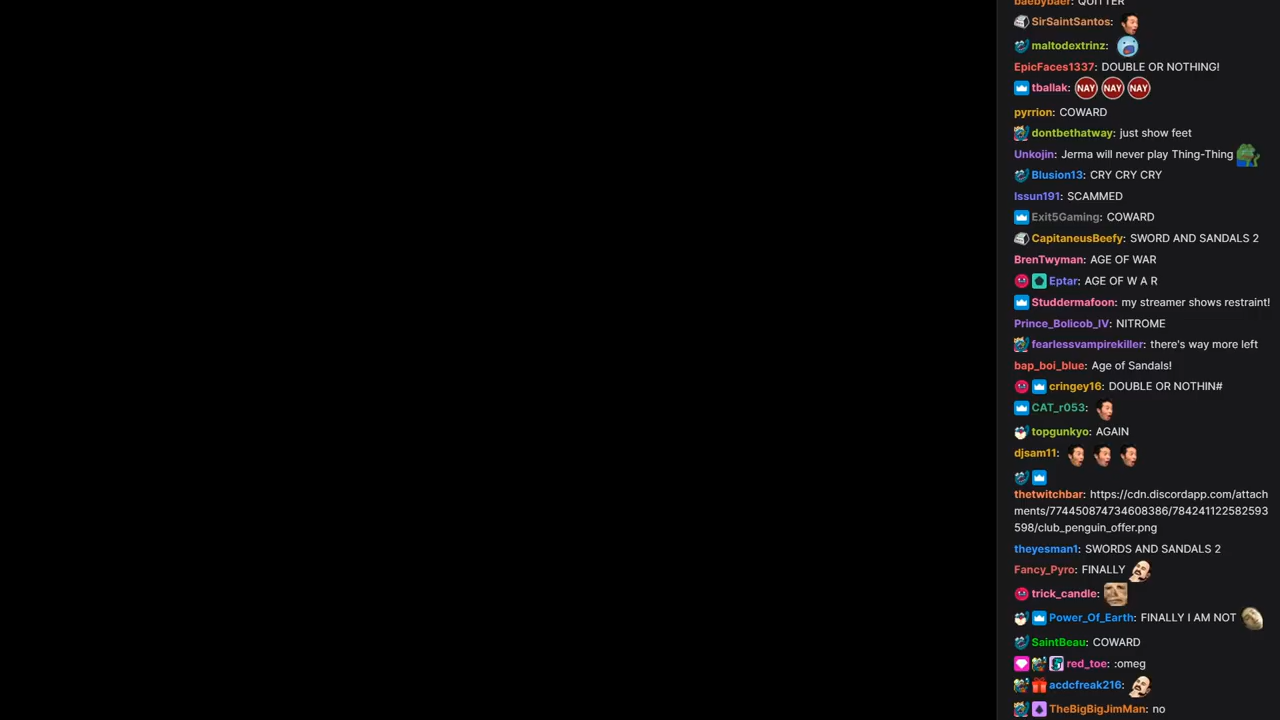 baebybaer: QUITTER
SirSaintSantos:
maltodextrinz:
EpicFaces1337: DOUBLE OR NOTHING!
tballak: NAY NAY NAY
pyrrion: COWARD
dontbethatway: just show feet
Unkojin: Jerma will never play Thing-Thing
Blusion13: CRY CRY CRY
Issun191: SCAMMED
Exit5Gaming: COWARD
CapitaneusBeefy: SWORD AND SANDALS 2
BrenTwyman: AGE OF WAR
Eptar: AGE OF W A R
Studdermafoon: my streamer shows restraint!
Prince_Bolicob_IV: NITROME
fearlessvampirekiller: there's way more left
bap_boi_blue: Age of Sandals!
cringey16: DOUBLE OR NOTHIN#
CAT_r053:
topgunkyo: AGAIN
djsam11:
thetwitchbar: https://cdn.discordapp.com/attach
ments/774450874734608386/784241122582593
598/club_penguin_offer.png
theyesman1: SWORDS AND SANDALS 2
Fancy_Pyro: FINALLY
trick_candle:
Power_Of_Earth: FINALLY I AM NOT
SaintBeau: COWARD
red_toe: :omeg
acdcfreak216:
TheBigBigJimMan: no